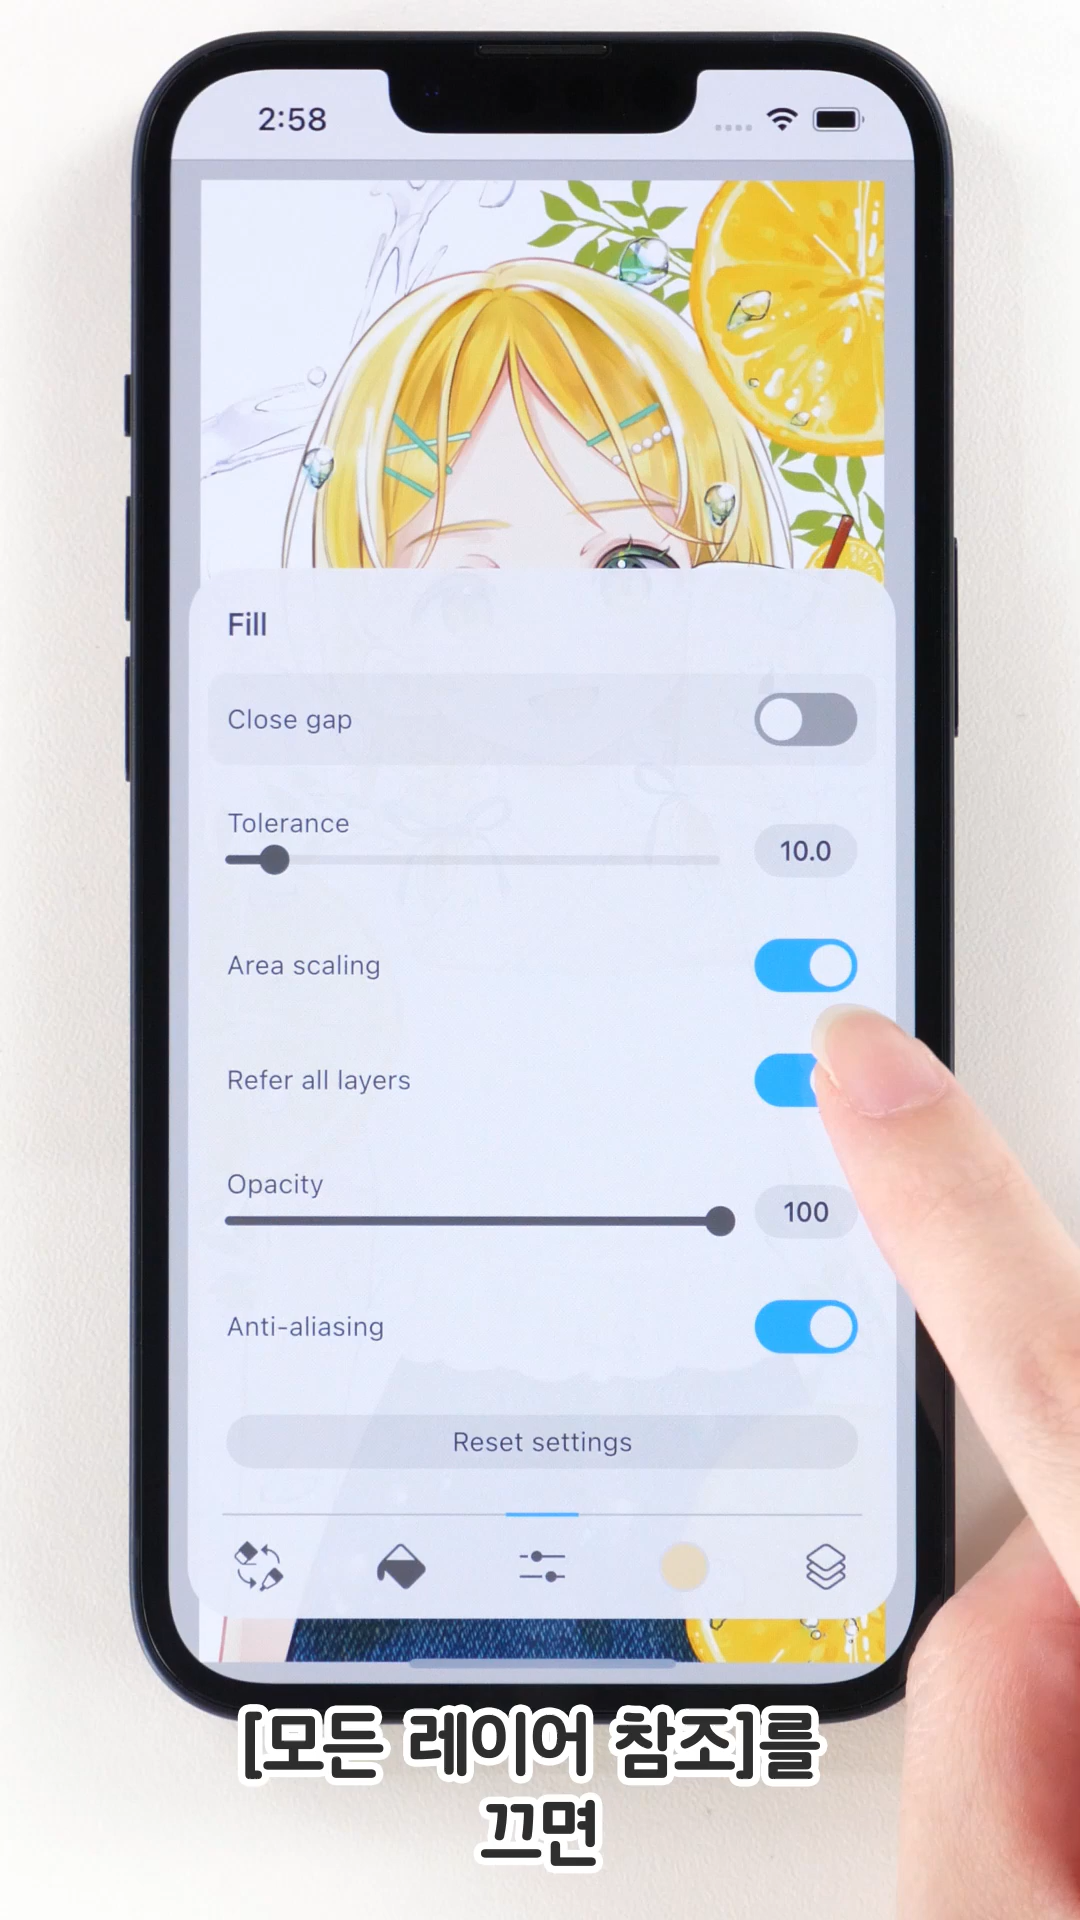 2:58
Fill
Close gap
Tolerance
10.0
Area scaling
Refer all layers
Opacity
100
Anti-aliasing
Reset settings
[모든 레이어 참조]를
끄면